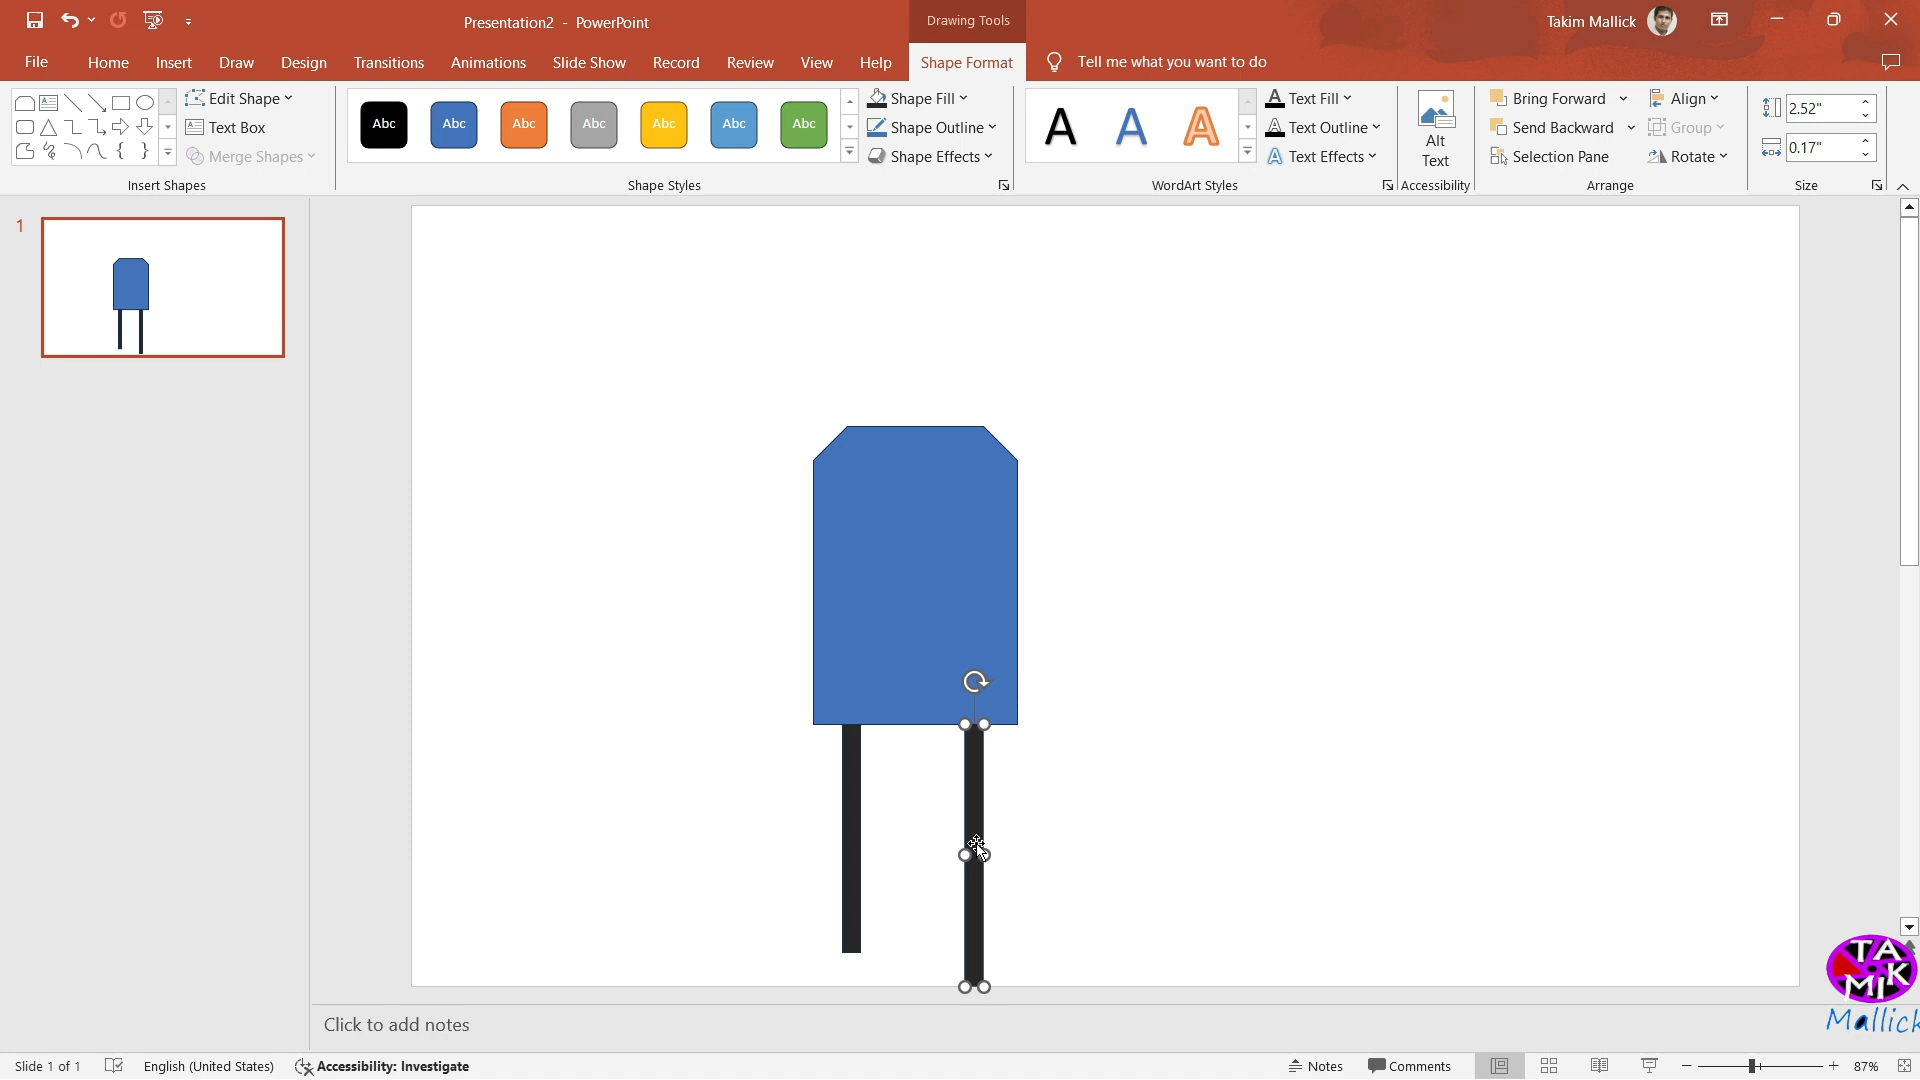 Presentation2 - PowerPoint
Drawing Tools
Takim Mallick
File Home Insert Draw Design Transitions Animations Slide Show Record Review View Help Shape Format Tell me what you want to do
Edit Shape
Text Box
Merge Shapes
Insert Shapes
Abc Abc Abc Abc Abc Abc Abc
Shape Fill
Shape Outline
Shape Effects
Shape Styles
A A A
Text Fill
Text Outline
Text Effects
WordArt Styles
Alt
Text
Accessibility
Bring Forward
Send Backward
Selection Pane
Align
Group
Rotate
Arrange
2.52"
0.17"
Size
1
Click to add notes
TA
MIK
Mallick
Slide 1 of 1 English (United States) Accessibility: Investigate Notes Comments 87%